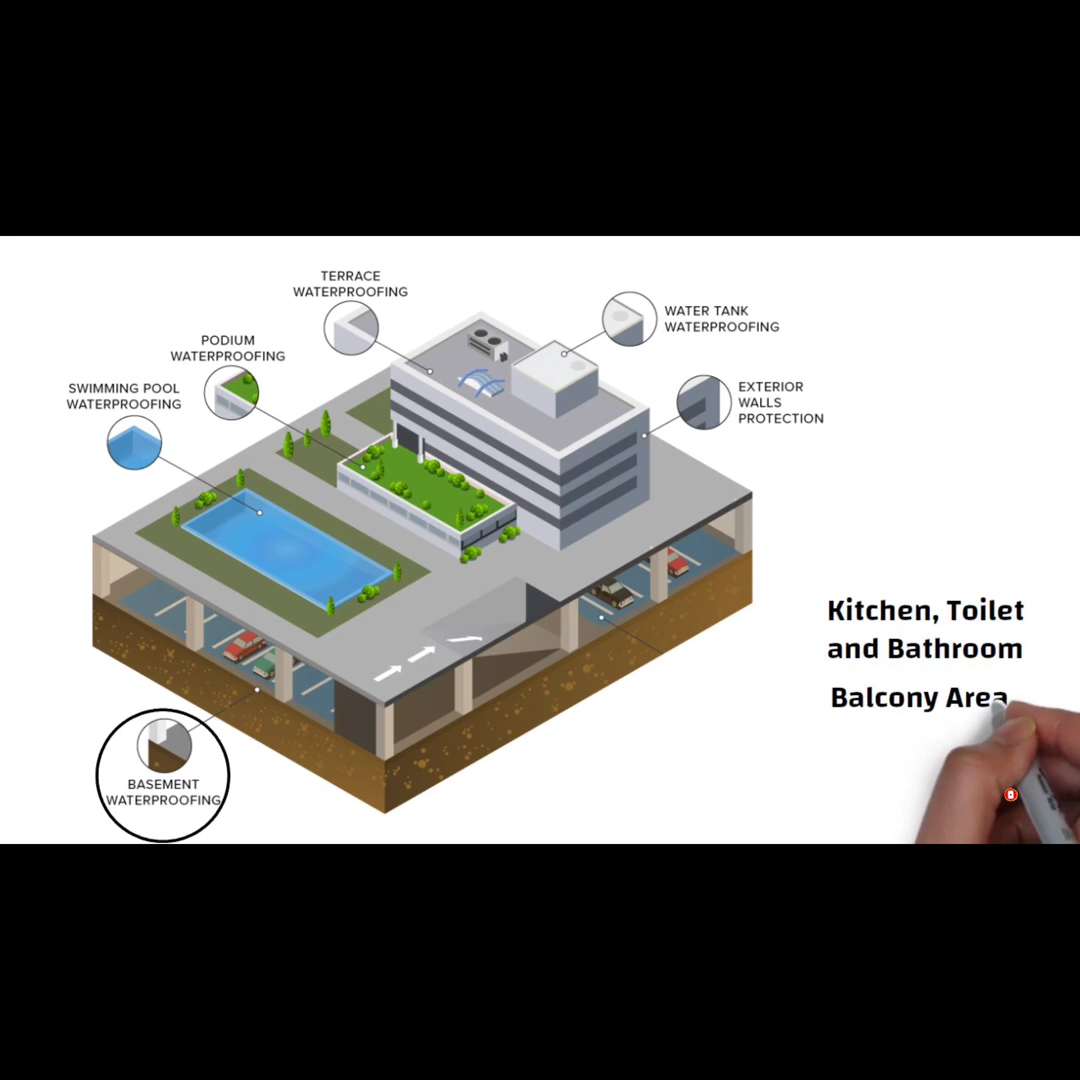 TERRACE
WATERPROOFING
WATER TANK
WATERPROOFING
PODIUM
WATERPROOFING
SWIMMING POOL
WATERPROOFING
EXTERIOR
WALLS
PROTECTION
Kitchen, Toilet
and Bathroom
Balcony Area
BASEMENT
WATERPROOFING